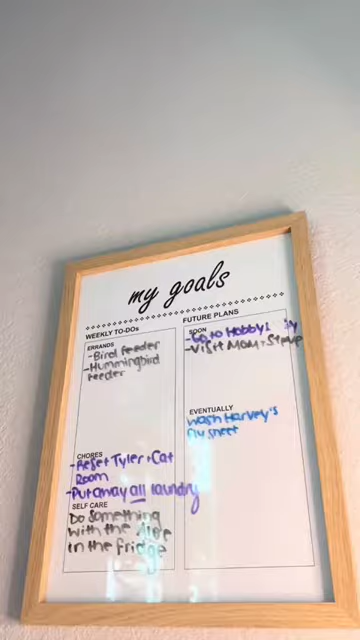 my goals
WEEKLY TO-DOs
ERRANDS
-Bird feeder
-Hummingbird
feeder
CHORES
-Reset Tyler + Cat
Room
-Put away all laundry
SELF CARE
Do something
with the Aloe
in the fridge
FUTURE PLANS
SOON
-Go to Hobby
-Visit Mom + Steve
EVENTUALLY
Wash Harvey's
fly sheet